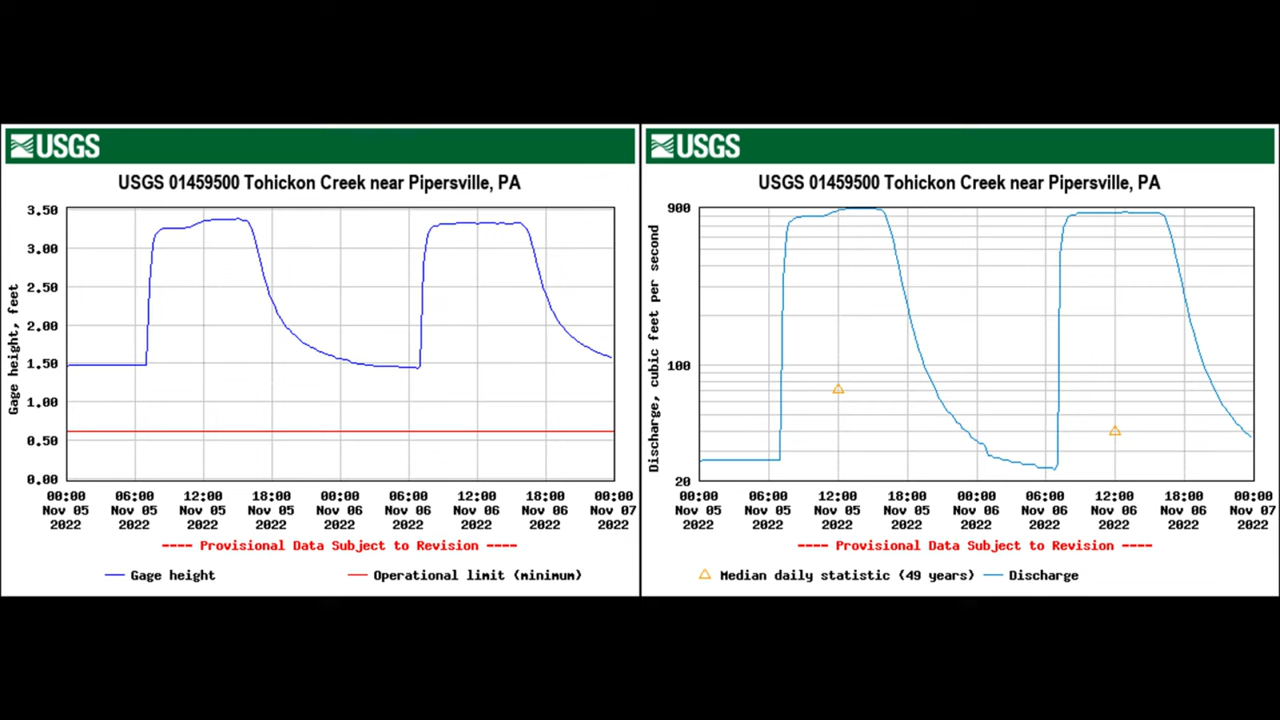 USGS
USGS 01459500 Tohickon Creek near Pipersville, PA
Gage height, feet
3.50
3.00
2.50
2.00
1.50
1.00
0.50
0.00
00:00 06:00 12:00 18:00 00:00 06:00 12:00 18:00 00:00
Nov 05 Nov 05 Nov 05 Nov 05 Nov 06 Nov 06 Nov 06 Nov 06 Nov 07
2022 2022 2022 2022 2022 2022 2022 2022 2022
---- Provisional Data Subject to Revision ----
Gage height Operational limit (minimum)
USGS
USGS 01459500 Tohickon Creek near Pipersville, PA
Discharge, cubic feet per second
900
100
20
00:00 06:00 12:00 18:00 00:00 06:00 12:00 18:00 00:00
Nov 05 Nov 05 Nov 05 Nov 05 Nov 06 Nov 06 Nov 06 Nov 06 Nov 07
2022 2022 2022 2022 2022 2022 2022 2022 2022
---- Provisional Data Subject to Revision ----
Median daily statistic (49 years) Discharge